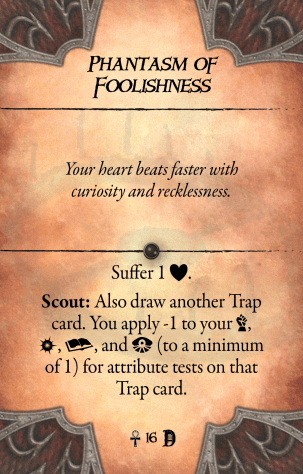 PHANTASM OF
FOOLISHNESS
Your heart beats faster with
curiosity and recklessness.
Suffer 1 ♥.
Scout: Also draw another Trap
card. You apply -1 to your ,
, , and (to a minimum
of 1) for attribute tests on that
Trap card.
16 D